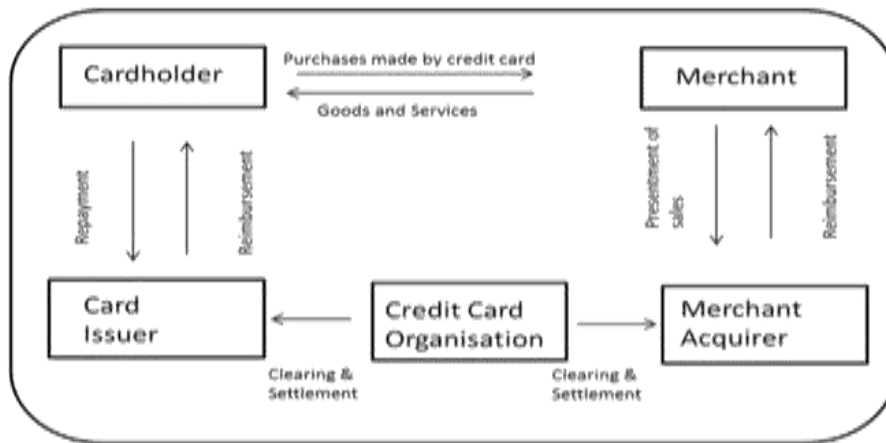 Purchases made by credit card
Cardholder
Merchant
Goods and Services
Repayment
Reimbursement
Presentment of
sales
Reimbursement
Card
Issuer
Credit Card
Organisation
Merchant
Acquirer
Clearing &
Settlement
Clearing &
Settlement